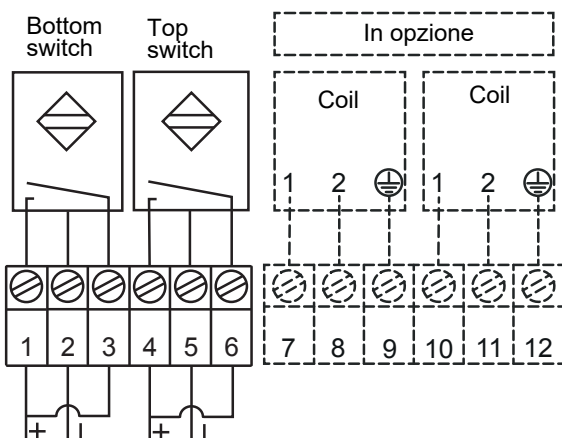 Bottom
switch
Top
switch
In opzione
Coil
Coil
1 2
1 2
1 2 3 4 5 6 7 8 9 10 11 12
+ +